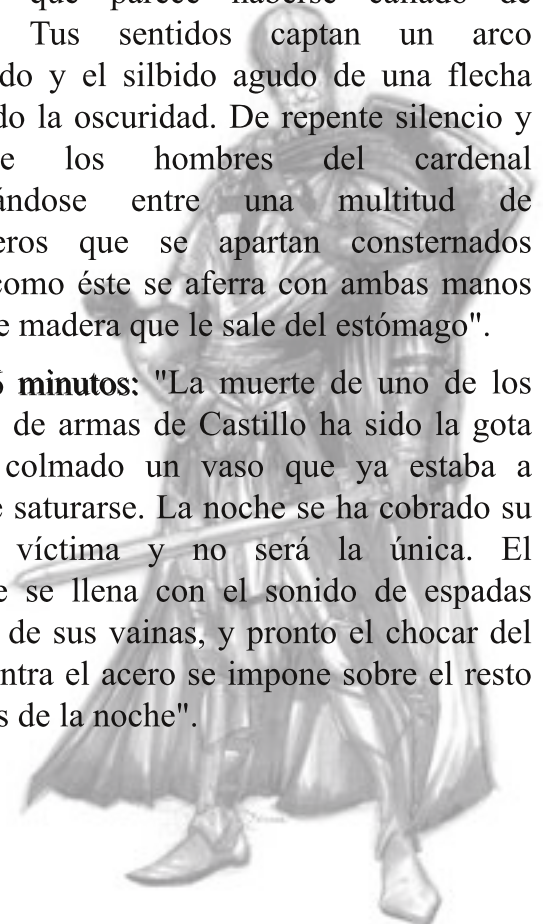 que parece haberse callado de
Tus sentidos captan un arco
do y el silbido agudo de una flecha
do la oscuridad. De repente silencio y
e los hombres del cardenal
ándose entre una multitud de
eros que se apartan consternados
como éste se aferra con ambas manos
e madera que le sale del estómago".
minutos: "La muerte de uno de los
de armas de Castillo ha sido la gota
colmado un vaso que ya estaba a
e saturarse. La noche se ha cobrado su
víctima y no será la única. El
e se llena con el sonido de espadas
de sus vainas, y pronto el chocar del
ntra el acero se impone sobre el resto
s de la noche".